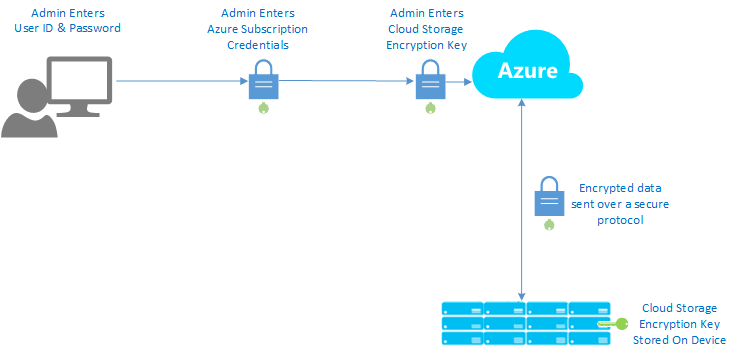 Admin Enters
User ID & Password
Admin Enters
Azure Subscription
Credentials
Admin Enters
Cloud Storage
Encryption Key
Azure
Encrypted data
sent over a secure
protocol
Cloud Storage
Encryption Key
Stored On Device